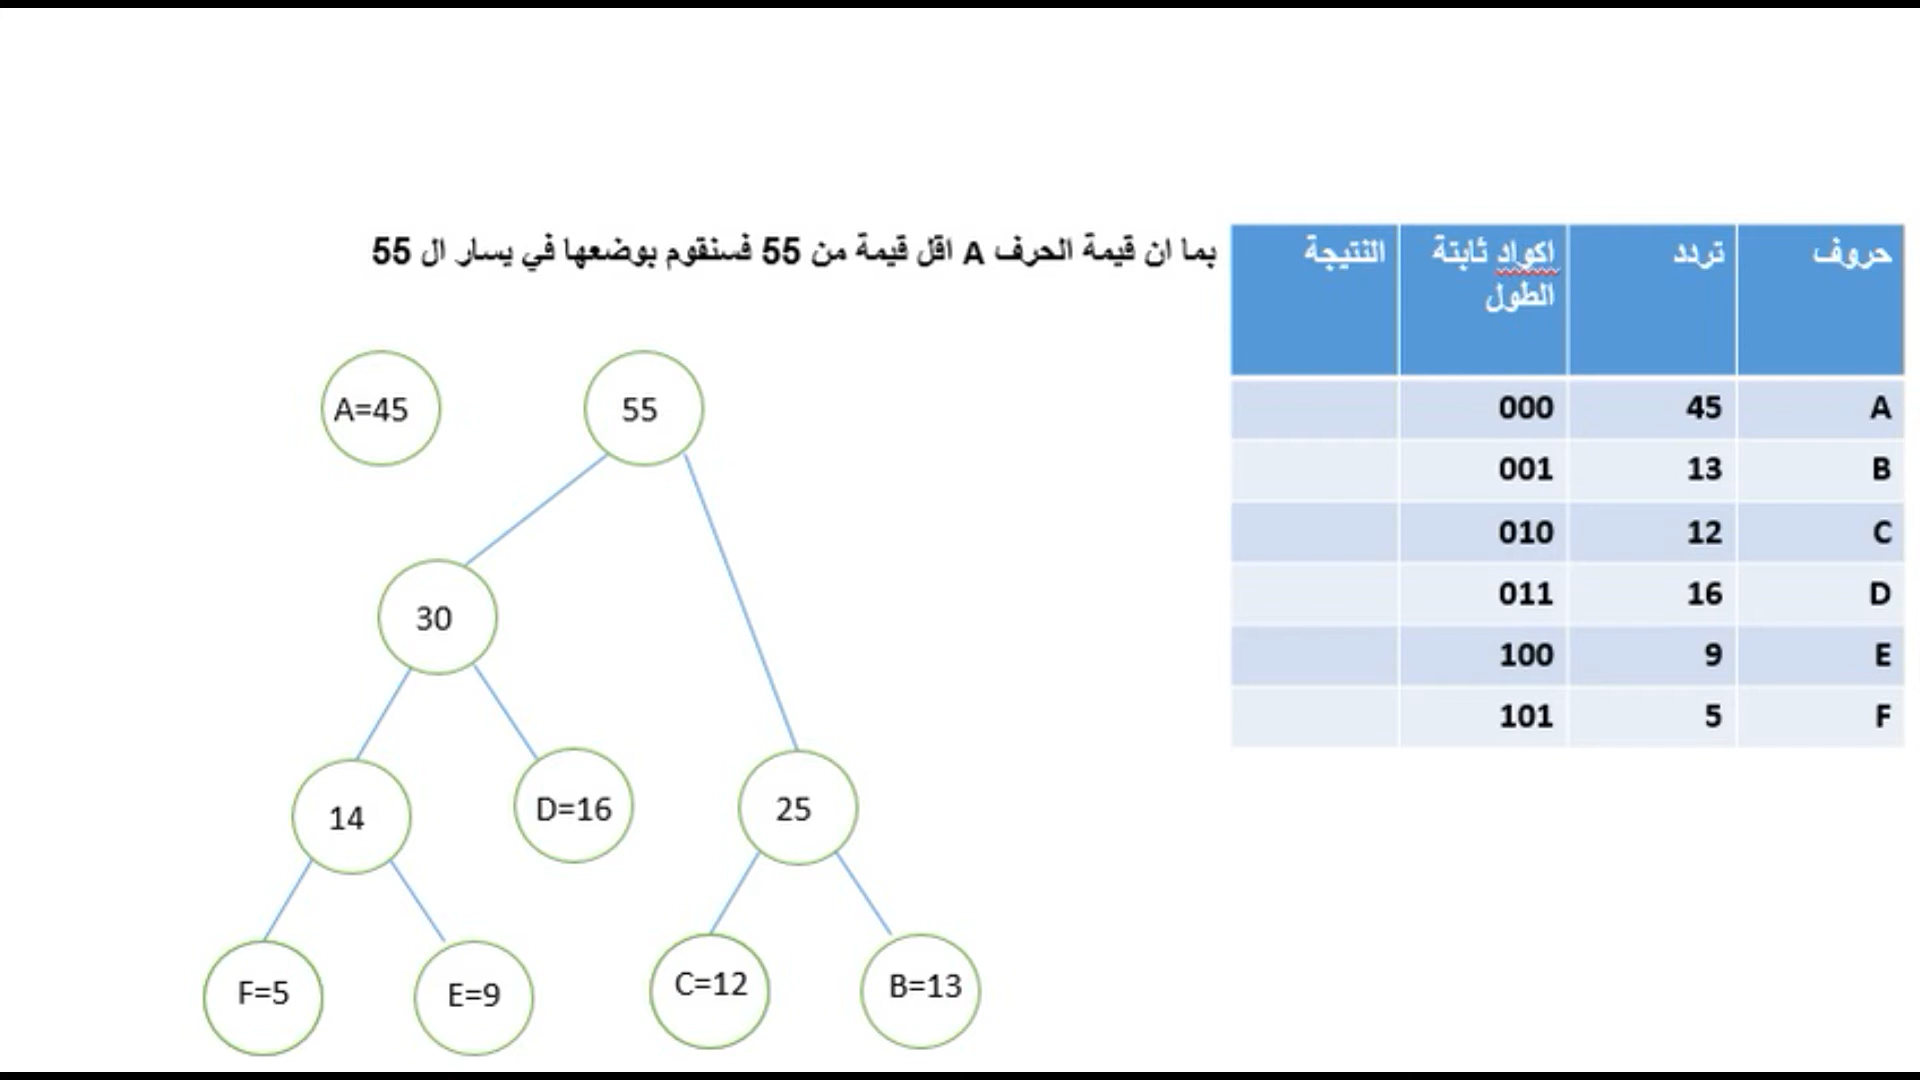 بما ان قيمة الحرف A اقل قيمة من 55 فسنقوم بوضعها في يسار ال 55
حروف تردد اكواد ثابتة الطول النتيجة
A 45 000
B 13 001
C 12 010
D 16 011
E 9 100
F 5 101
A=45
55
30
14
D=16
25
F=5
E=9
C=12
B=13